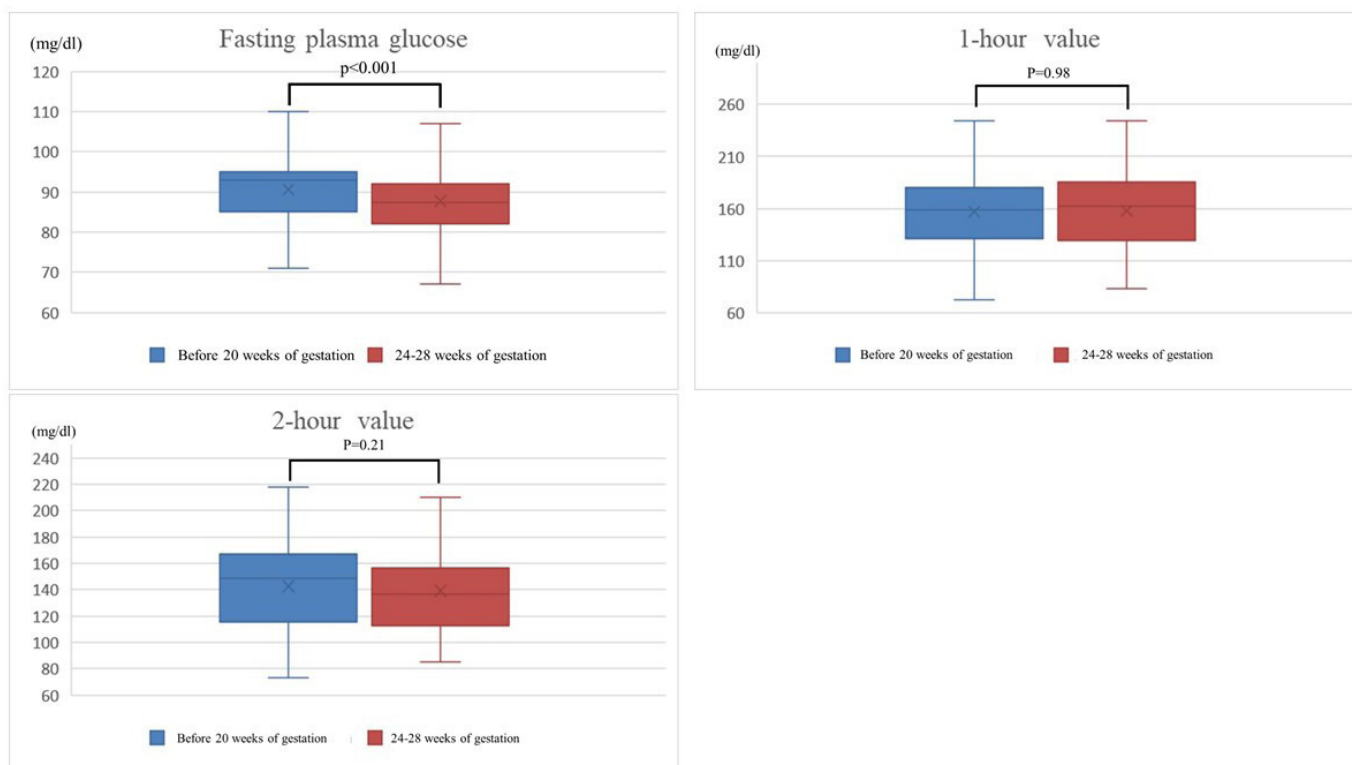 Fasting plasma glucose
(mg/dl)
p<0.001
120
110
100
90
80
70
60
Before 20 weeks of gestation 24-28 weeks of gestation
1-hour value
(mg/dl)
P=0.98
260
210
160
110
60
Before 20 weeks of gestation 24-28 weeks of gestation
2-hour value
(mg/dl)
P=0.21
240
220
200
180
160
140
120
100
80
60
Before 20 weeks of gestation 24-28 weeks of gestation